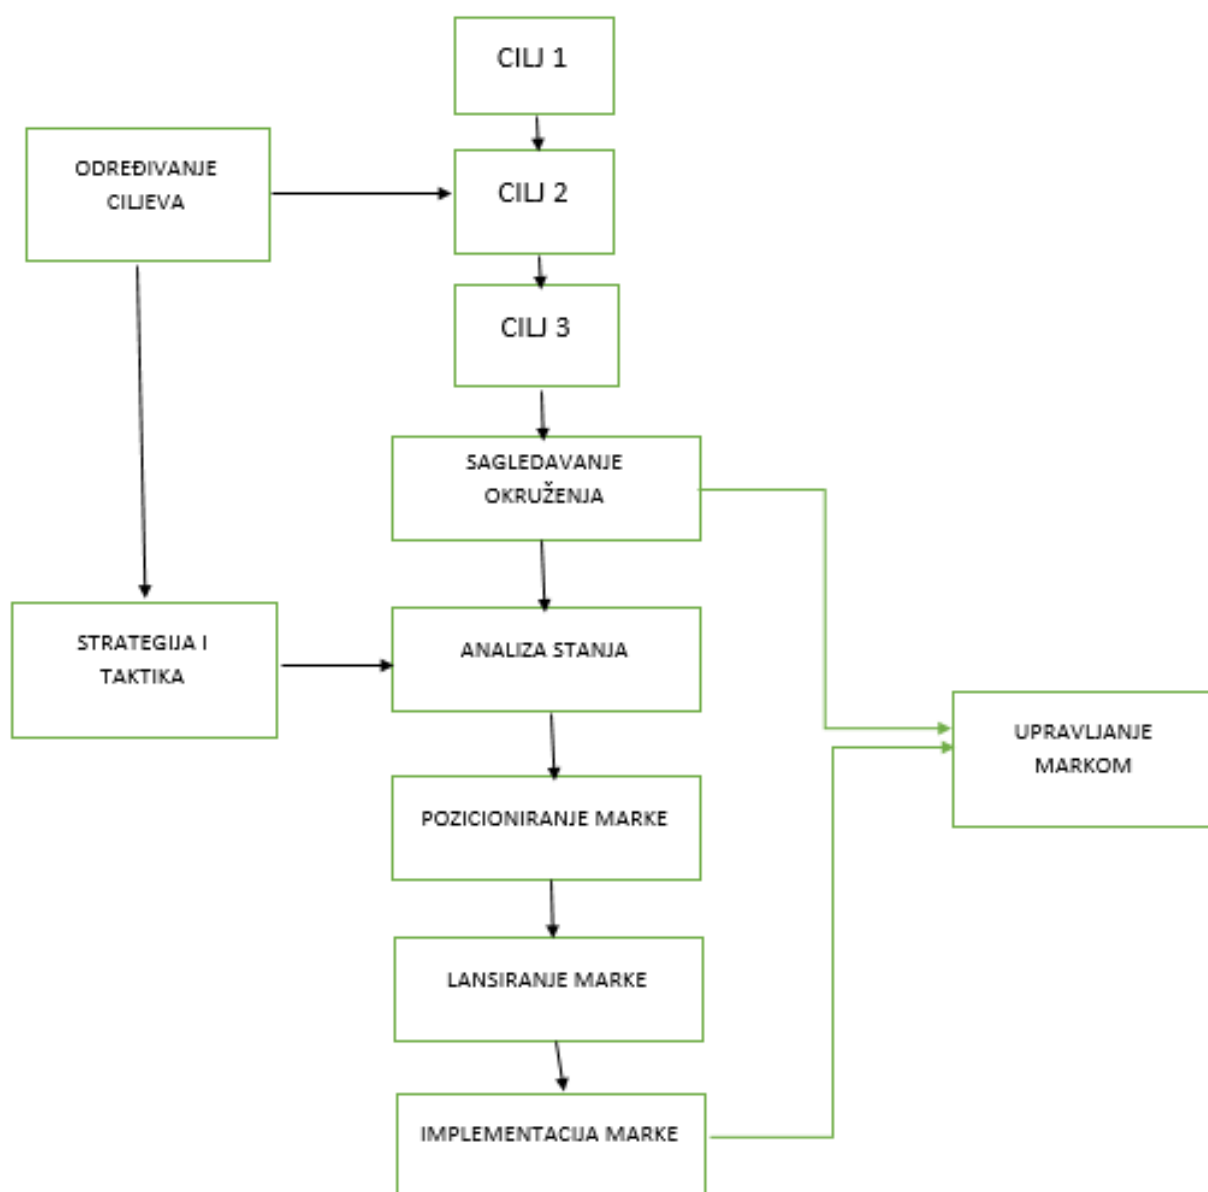 CILJ 1
ODREĐIVANJE
CILJEVA
CILJ 2
CILJ 3
SAGLEDAVANJE
OKRUŽENJA
STRATEGIJA I
TAKTIKA
ANALIZA STANJA
UPRAVLJANJE
MARKOM
POZICIONIRANJE MARKE
LANSIRANJE MARKE
IMPLEMENTACIJA MARKE